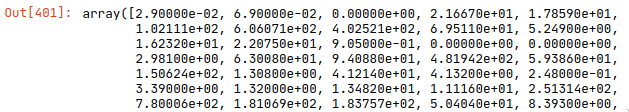 Out[401]: array([2.90000e-02, 6.90000e-02, 0.00000e+00, 2.16670e+01, 1.78590e+01,
1.02111e+02, 6.06071e+02, 4.02521e+02, 6.95110e+01, 5.24900e+00,
1.62320e+01, 2.20750e+01, 9.05000e-01, 0.00000e+00, 0.00000e+00,
2.98100e+00, 6.30080e+01, 9.40880e+01, 4.81942e+02, 5.93860e+01,
1.50624e+02, 1.30800e+00, 4.12140e+01, 4.13200e+00, 2.48000e-01,
3.39000e+00, 1.32000e+00, 1.34820e+01, 1.11160e+01, 2.51314e+02,
7.80006e+02, 1.81069e+02, 1.83757e+02, 5.04040e+01, 8.39300e+00,